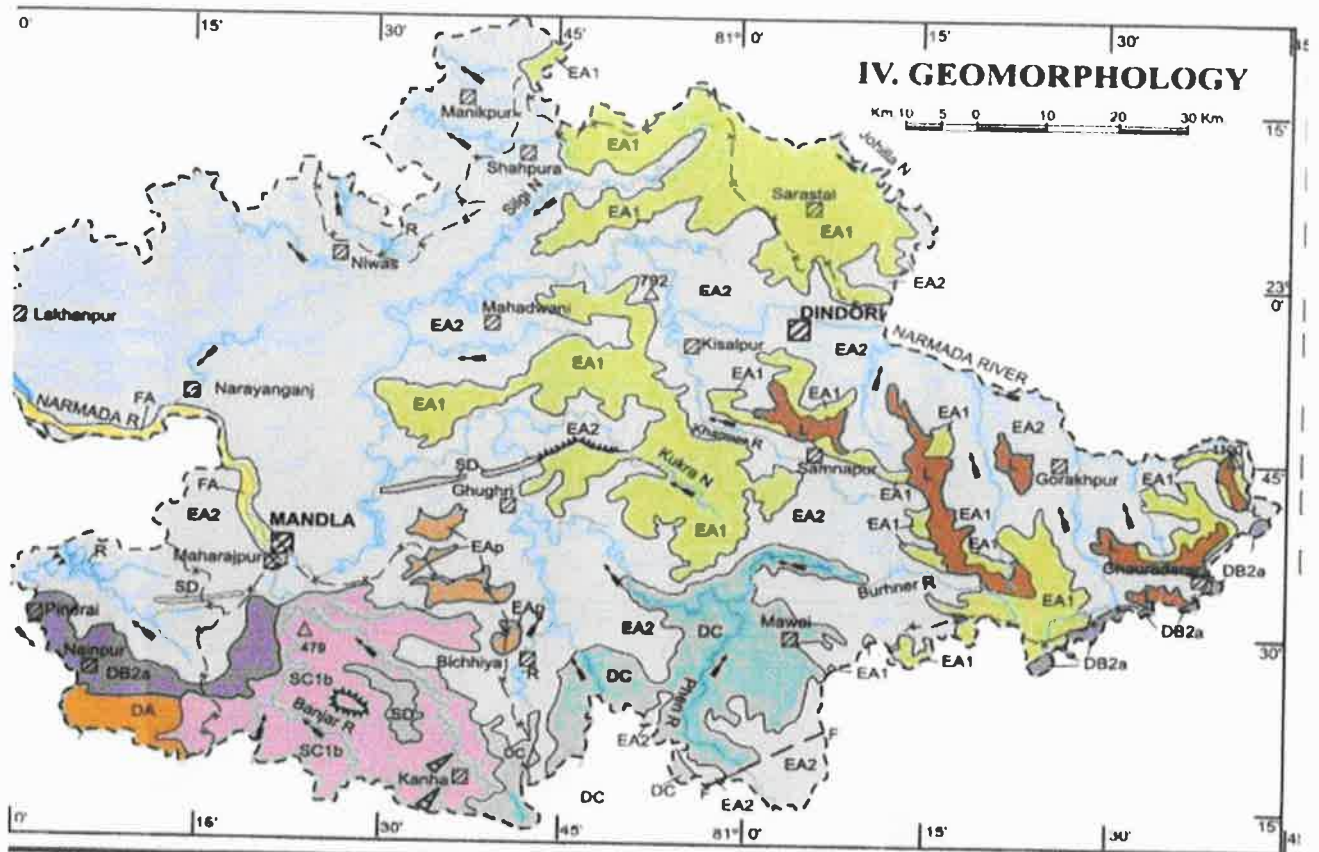 0'
15'
30'
45'
81° 0'
15'
30'
IV. GEOMORPHOLOGY
Km 10 5 0 10 20 30 Km
15'
EA1
Manikpur
Shahpura
EA1
Johilla N
Silgi N
Sarastal
EA1
EA1
R
Niwas
792
EA2
EA2
23°
0'
Lakhanpur
Mahadwani
EA2
DINDORI
Kisalpur
EA2
NARMADA RIVER
EA1
Narayanganj
FA
EA1
EA1
EA1
NARMADA R
EA1
EA2
L
EA1
EA2
Samnapur
SD
Kukra N
Gorakhpur
EA1
45'
FA
Ghughri
L
EA1
EA2
EA1
EA2
EA1
EA1
MANDLA
R
EAp
Maharajpur
DB2a
SD
Burhner R
EA1
Pindrai
EAp
EA2
DC
Mawai
DB2a
479
30'
Nainpur
Bichhiya
DC
EA1
EA1
DB2a
DB2a
SC1b
R
DA
SD
Banjar R
Phen R
SC1b
DC
EA2
F
EA2
Kanha
DC
F
EA2
DC
15'
0'
15'
30'
45'
81° 0'
15'
30'